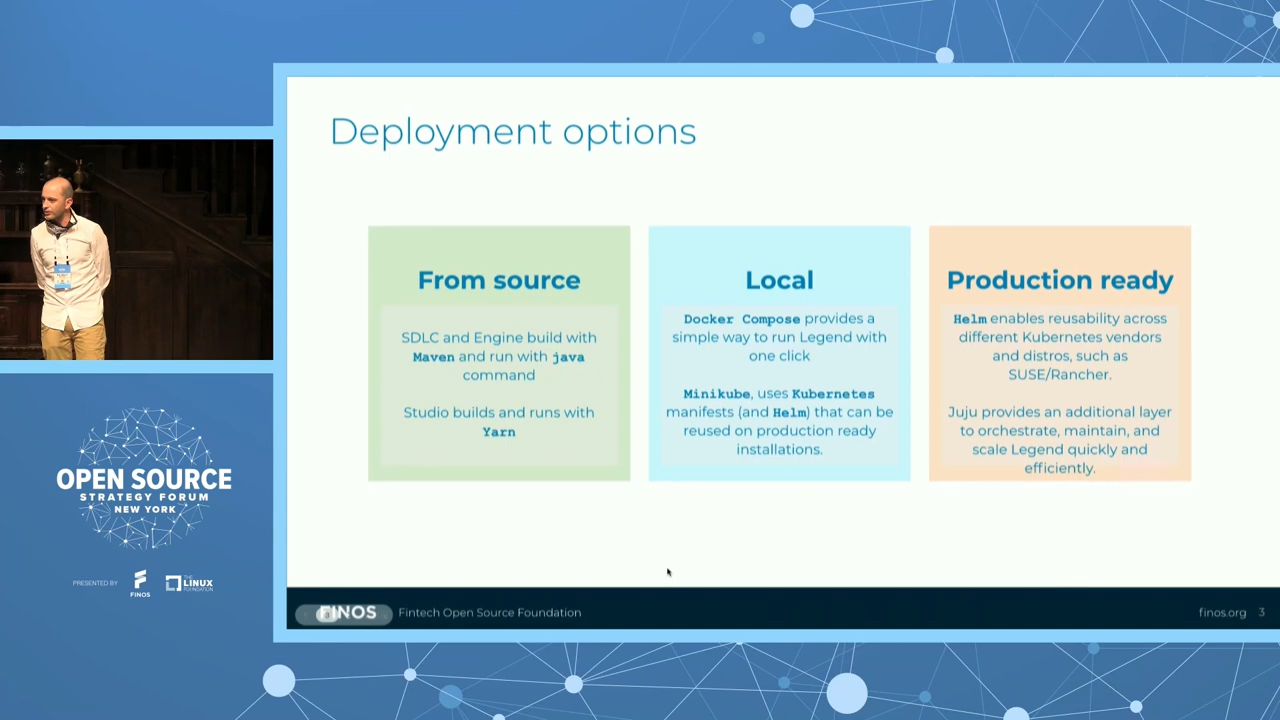 Deployment options
From source
SDLC and Engine build with
Maven and run with java
command
Studio builds and runs with
Yarn
Local
Docker Compose provides a
simple way to run Legend with
one click
Minikube, uses Kubernetes
manifests (and Helm) that can be
reused on production ready
installations.
Production ready
Helm enables reusability across
different Kubernetes vendors
and distros, such as
SUSE/Rancher.
Juju provides an additional layer
to orchestrate, maintain, and
scale Legend quickly and
efficiently.
OPEN SOURCE
STRATEGY FORUM
NEW YORK
PRESENTED BY
FINOS
THE
LINUX
FOUNDATION
FINOS
Fintech Open Source Foundation
finos.org 3